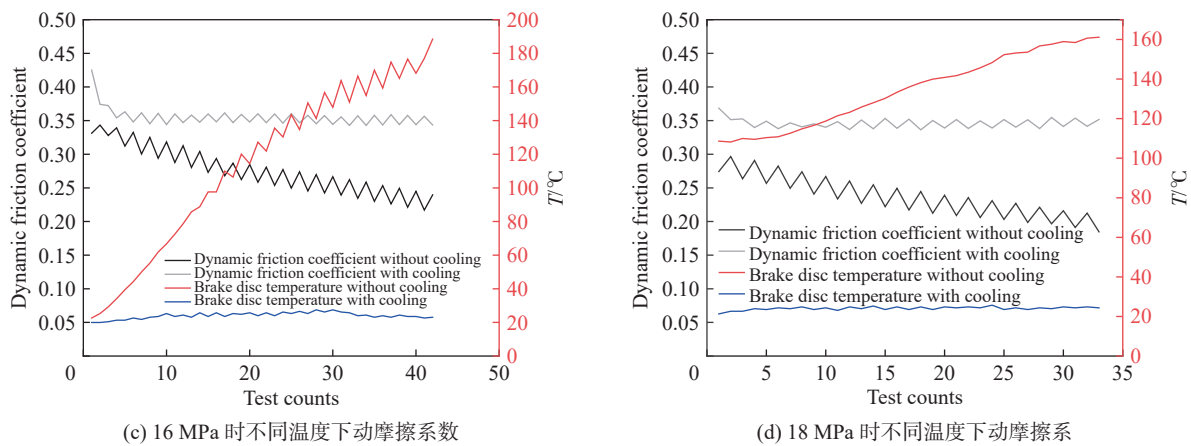 0.50
0.45
0.40
0.35
0.30
0.25
0.20
0.15
0.10
0.05
Dynamic friction coefficient
200
180
160
140
120
100
80
60
40
20
0
T/℃
Dynamic friction coefficient without cooling
Dynamic friction coefficient with cooling
Brake disc temperature without cooling
Brake disc temperature with cooling
0 10 20 30 40 50
Test counts
(c) 16 MPa 时不同温度下动摩擦系数
0.50
0.45
0.40
0.35
0.30
0.25
0.20
0.15
0.10
0.05
Dynamic friction coefficient
160
140
120
100
80
60
40
20
0
T/℃
Dynamic friction coefficient without cooling
Dynamic friction coefficient with cooling
Brake disc temperature without cooling
Brake disc temperature with cooling
0 5 10 15 20 25 30 35
Test counts
(d) 18 MPa 时不同温度下动摩擦系